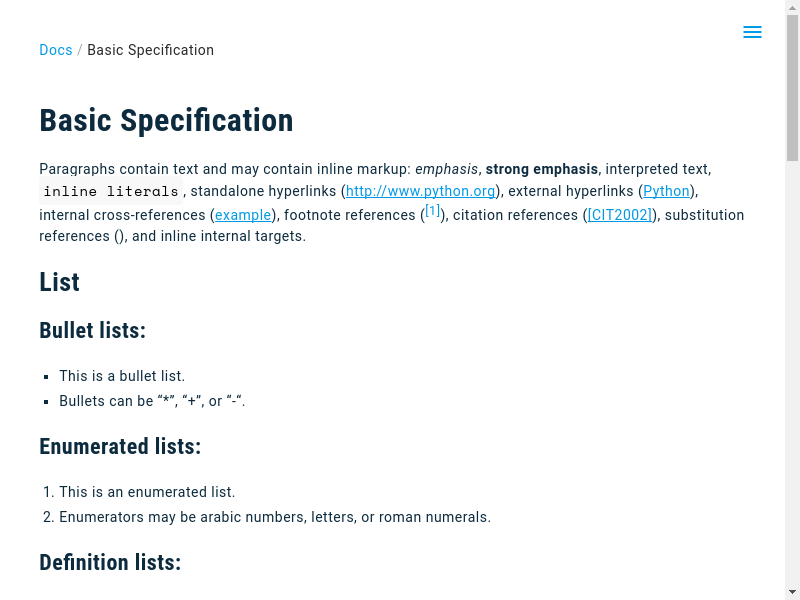 Docs / Basic Specification
Basic Specification
Paragraphs contain text and may contain inline markup: emphasis, strong emphasis, interpreted text,
inline literals, standalone hyperlinks (http://www.python.org), external hyperlinks (Python),
internal cross-references (example), footnote references ([1]), citation references ([CIT2002]), substitution
references (), and inline internal targets.
List
Bullet lists:
▪ This is a bullet list.
▪ Bullets can be “*”, “+”, or “-“.
Enumerated lists:
1. This is an enumerated list.
2. Enumerators may be arabic numbers, letters, or roman numerals.
Definition lists: